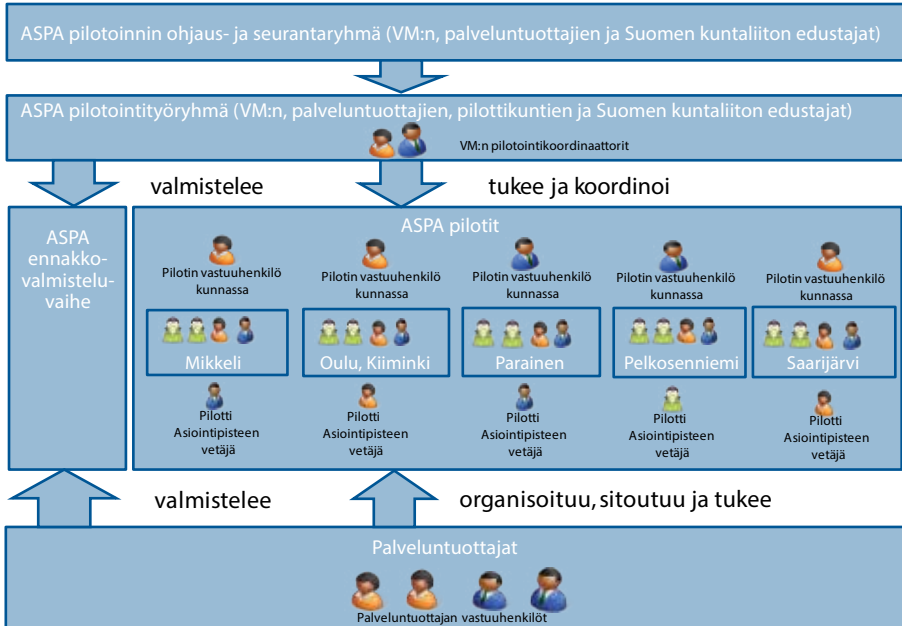 ASPA pilotoinnin ohjaus- ja seurantaryhmä (VM:n, palveluntuottajien ja Suomen kuntaliiton edustajat)
ASPA pilotointityöryhmä (VM:n, palveluntuottajien, pilottikuntien ja Suomen kuntaliiton edustajat)
VM:n pilotointikoordinaattorit
valmistelee
tukee ja koordinoi
ASPA
ennakko-
valmistelu-
vaihe
ASPA pilotit
Pilotin vastuuhenkilö
kunnassa
Mikkeli
Pilotti
Asiointipisteen
vetäjä
Pilotin vastuuhenkilö
kunnassa
Oulu, Kiiminki
Pilotti
Asiointipisteen
vetäjä
Pilotin vastuuhenkilö
kunnassa
Parainen
Pilotti
Asiointipisteen
vetäjä
Pilotin vastuuhenkilö
kunnassa
Pelkosenniemi
Pilotti
Asiointipisteen
vetäjä
Pilotin vastuuhenkilö
kunnassa
Saarijärvi
Pilotti
Asiointipisteen
vetäjä
valmistelee
organisoituu, sitoutuu ja tukee
Palveluntuottajat
Palveluntuottajan vastuuhenkilöt